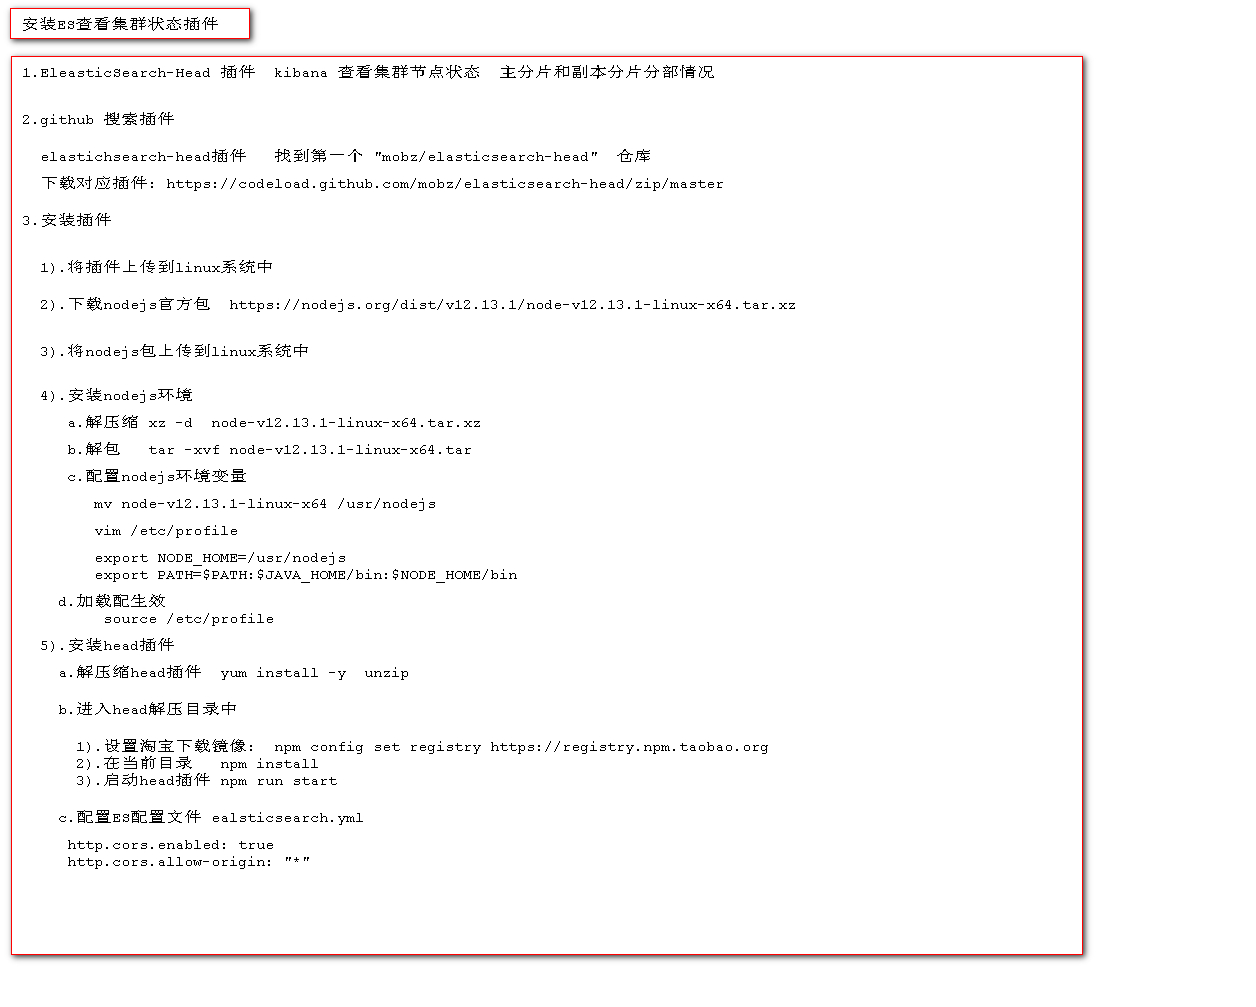 安装ES查看集群状态插件
1.EleasticSearch-Head 插件  kibana 查看集群节点状态  主分片和副本分片分部情况
2.github 搜索插件
elastichsearch-head插件   找到第一个 "mobz/elasticsearch-head"  仓库
下载对应插件: https://codeload.github.com/mobz/elasticsearch-head/zip/master
3.安装插件
1).将插件上传到linux系统中
2).下载nodejs官方包  https://nodejs.org/dist/v12.13.1/node-v12.13.1-linux-x64.tar.xz
3).将nodejs包上传到linux系统中
4).安装nodejs环境
a.解压缩 xz -d  node-v12.13.1-linux-x64.tar.xz
b.解包   tar -xvf node-v12.13.1-linux-x64.tar
c.配置nodejs环境变量
mv node-v12.13.1-linux-x64 /usr/nodejs
vim /etc/profile
export NODE_HOME=/usr/nodejs
export PATH=$PATH:$JAVA_HOME/bin:$NODE_HOME/bin
d.加载配生效
source /etc/profile
5).安装head插件
a.解压缩head插件  yum install -y  unzip
b.进入head解压目录中
1).设置淘宝下载镜像:  npm config set registry https://registry.npm.taobao.org
2).在当前目录   npm install
3).启动head插件 npm run start
c.配置ES配置文件 ealsticsearch.yml
http.cors.enabled: true
http.cors.allow-origin: "*"